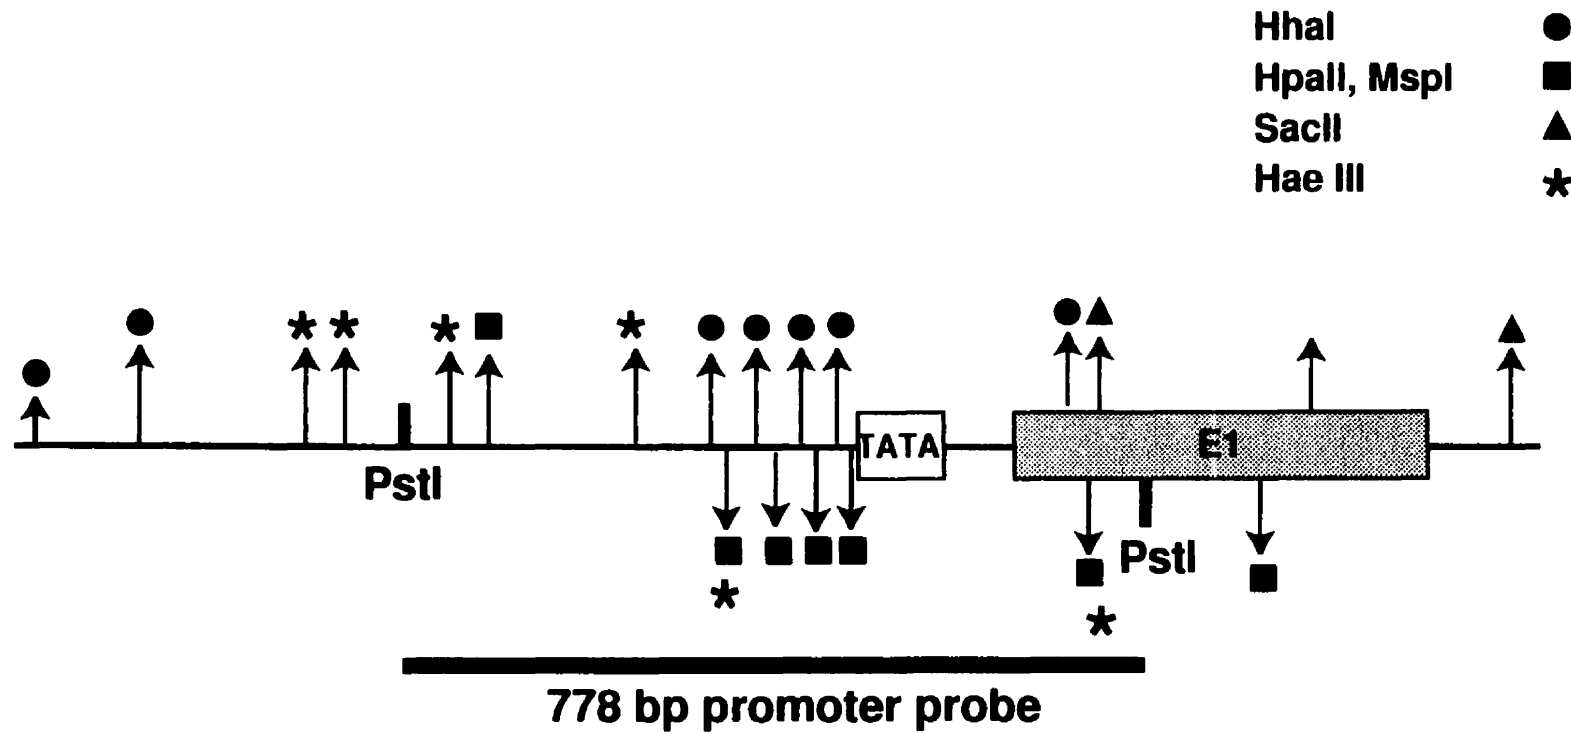 HhaI
HpaII, MspI
SacII
Hae III
PstI
TATA
E1
PstI
778 bp promoter probe